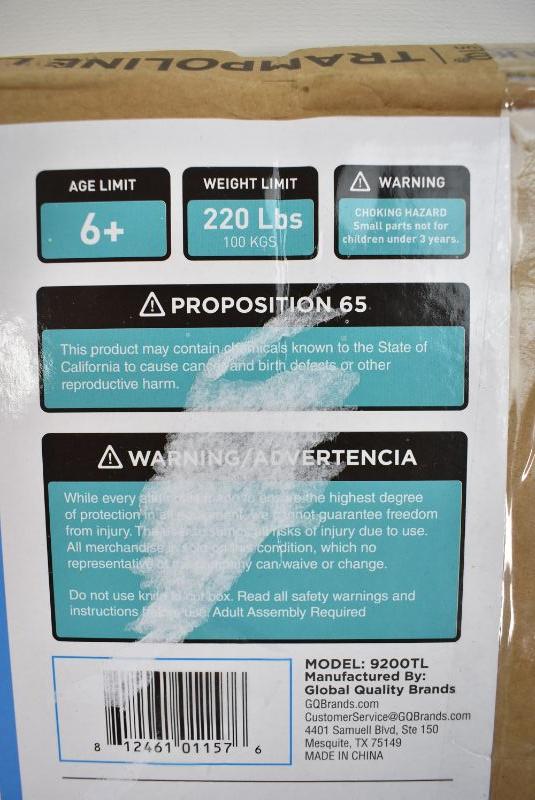 TRAMPOLINE
AGE LIMIT
6+
WEIGHT LIMIT
220 Lbs
100 KGS
WARNING
CHOKING HAZARD
Small parts not for
children under 3 years.
PROPOSITION 65
This product may contain chemicals known to the State of
California to cause cancer and birth defects or other
reproductive harm.
WARNING/ADVERTENCIA
While every is made to ensure the highest degree
of protection in all equipment, we cannot guarantee freedom
from injury. The user risks of injury due to use.
All merchandise is sold on this condition, which no
representative of the company can waive or change.
Do not use knife to cut box. Read all safety warnings and
instructions before use. Adult Assembly Required
8 12461 01157 6
MODEL: 9200TL
Manufactured By:
Global Quality Brands
GQBrands.com
CustomerService@GQBrands.com
4401 Samuell Blvd, Ste 150
Mesquite, TX 75149
MADE IN CHINA